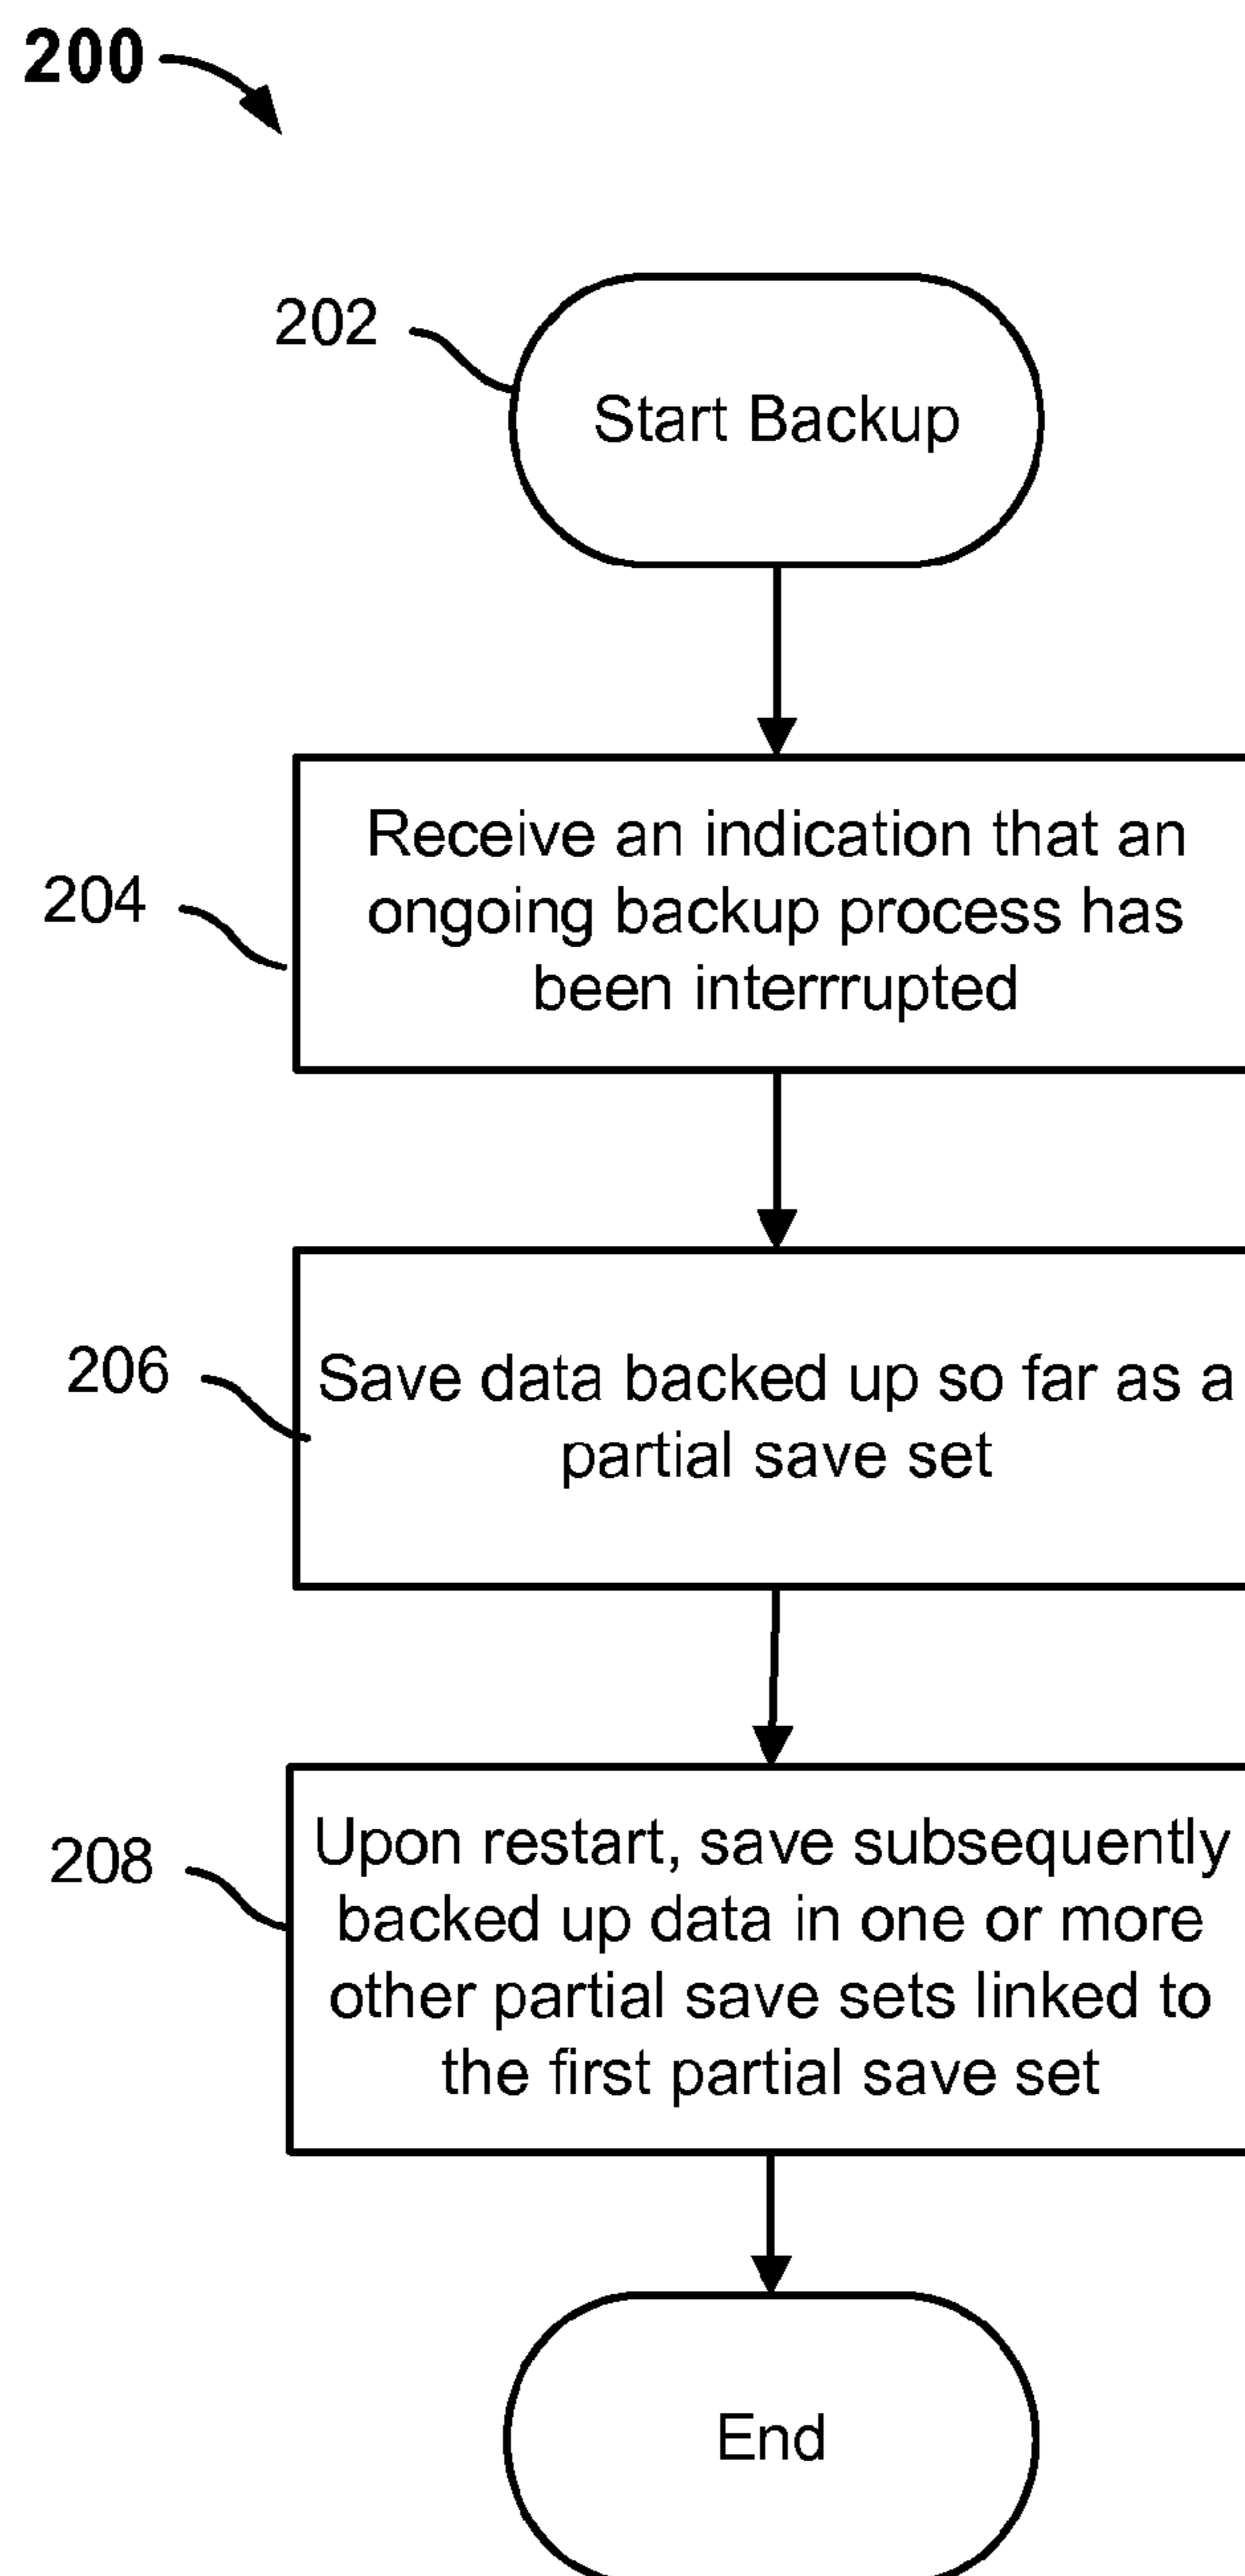 200
202
Start Backup
204
Receive an indication that an
ongoing backup process has
been interrrupted
206
Save data backed up so far as a
partial save set
208
Upon restart, save subsequently
backed up data in one or more
other partial save sets linked to
the first partial save set
End